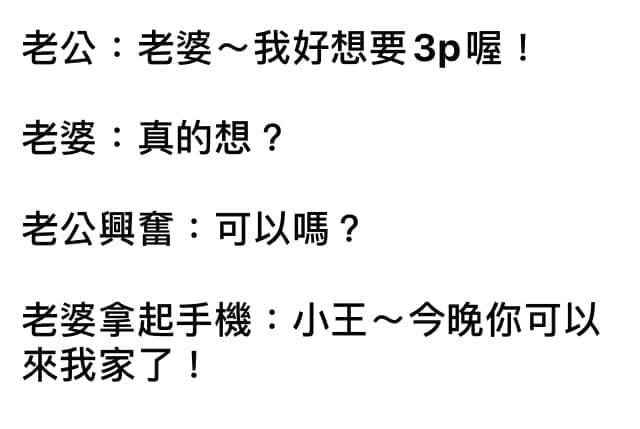 老公：老婆～我好想要3p喔！
老婆：真的想？
老公興奮：可以嗎？
老婆拿起手機：小王～今晚你可以
來我家了！